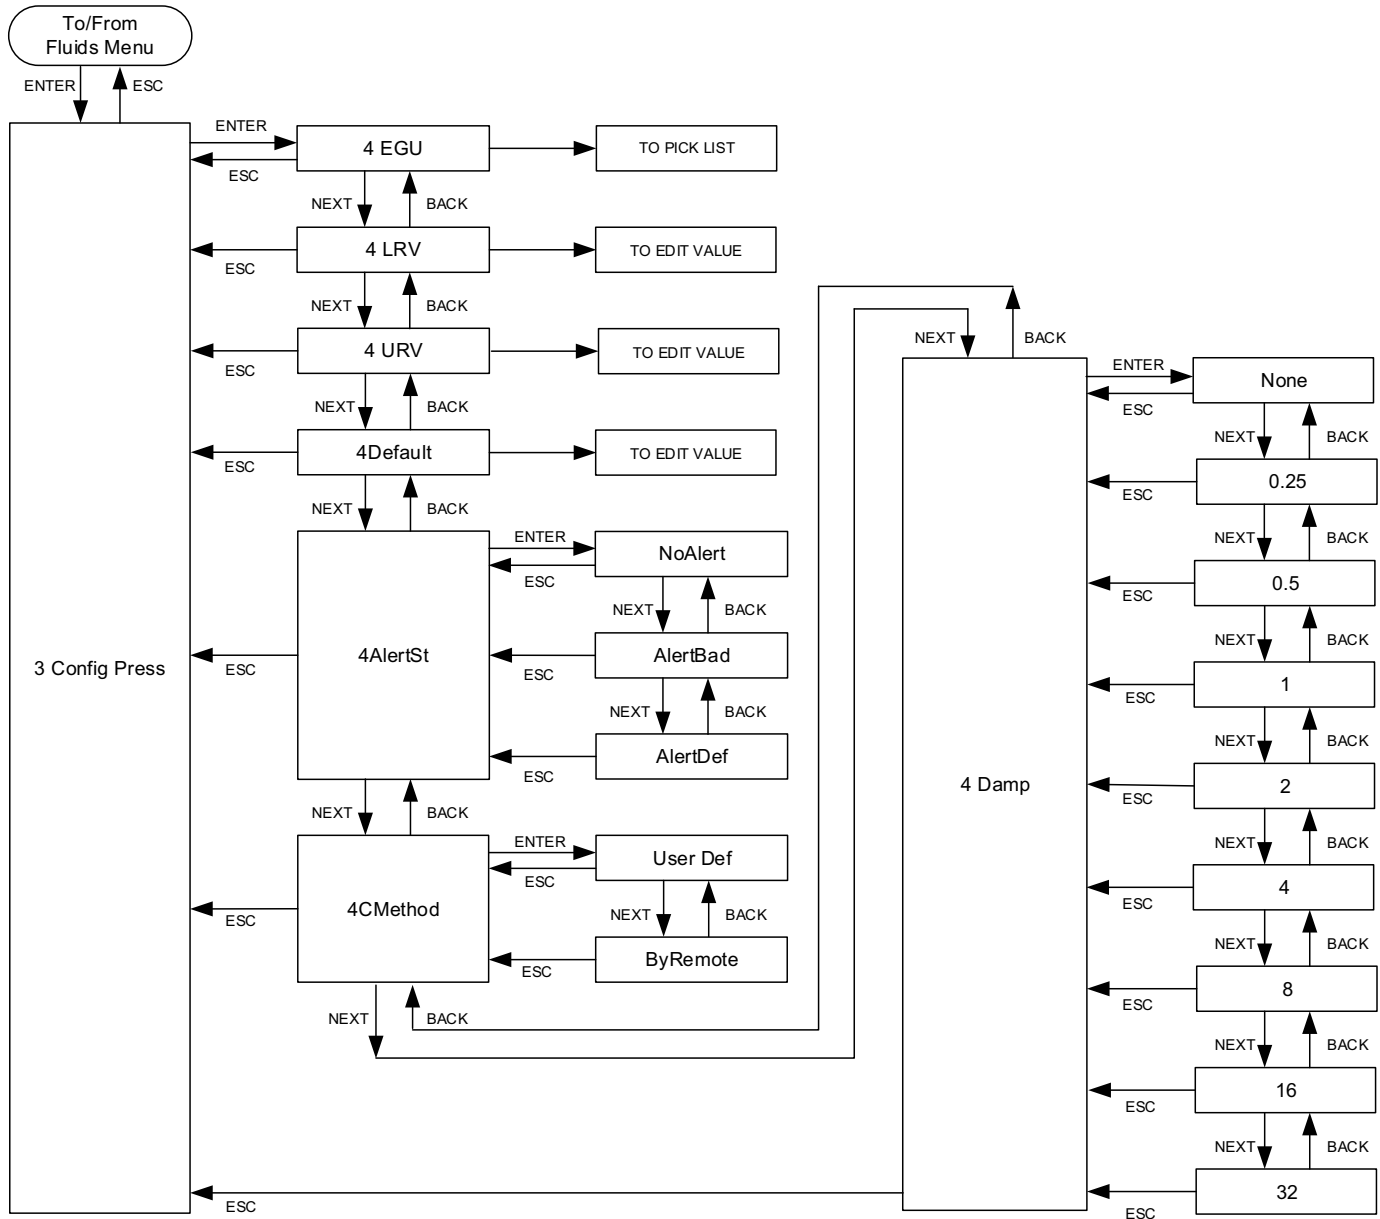 To/From
Fluids Menu
ENTER
ESC
3 Config Press
ENTER
ESC
4 EGU
TO PICK LIST
NEXT
BACK
ESC
4 LRV
TO EDIT VALUE
NEXT
BACK
ESC
4 URV
TO EDIT VALUE
NEXT
BACK
ESC
4Default
TO EDIT VALUE
NEXT
BACK
ESC
4AlertSt
ENTER
ESC
NoAlert
NEXT
BACK
ESC
AlertBad
NEXT
BACK
ESC
AlertDef
NEXT
BACK
ESC
4CMethod
ENTER
ESC
User Def
NEXT
BACK
ESC
ByRemote
NEXT
BACK
NEXT
BACK
ESC
4 Damp
ENTER
ESC
None
NEXT
BACK
ESC
0.25
NEXT
BACK
ESC
0.5
NEXT
BACK
ESC
1
NEXT
BACK
ESC
2
NEXT
BACK
ESC
4
NEXT
BACK
ESC
8
NEXT
BACK
ESC
16
NEXT
BACK
ESC
32